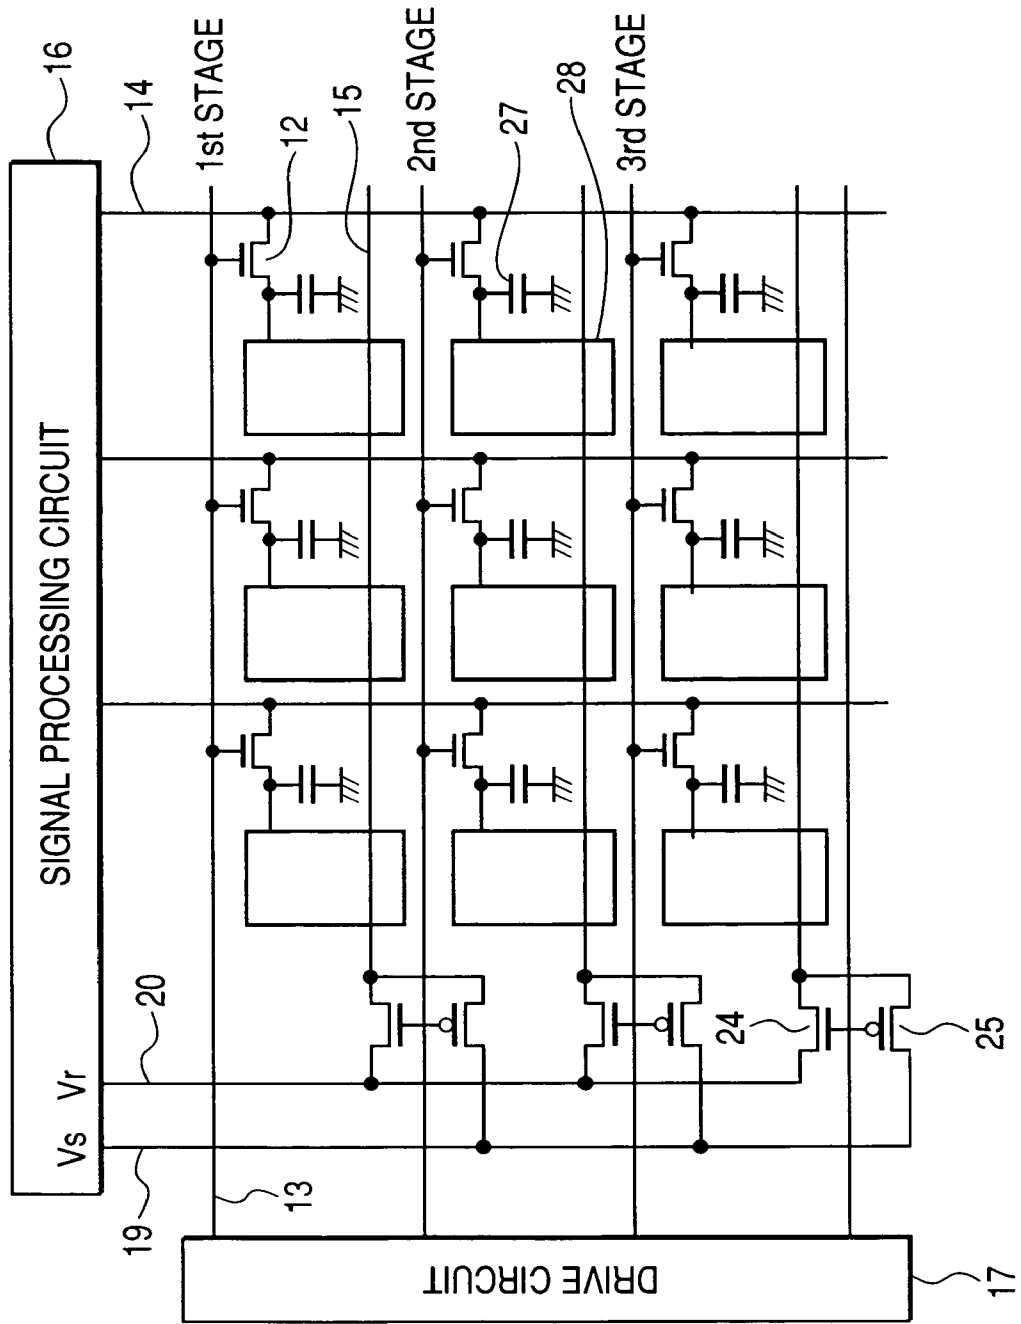 SIGNAL PROCESSING CIRCUIT
Vs
Vr
16
14
1st STAGE
12
15
2nd STAGE
27
28
3rd STAGE
20
19
13
24
25
DRIVE CIRCUIT
17